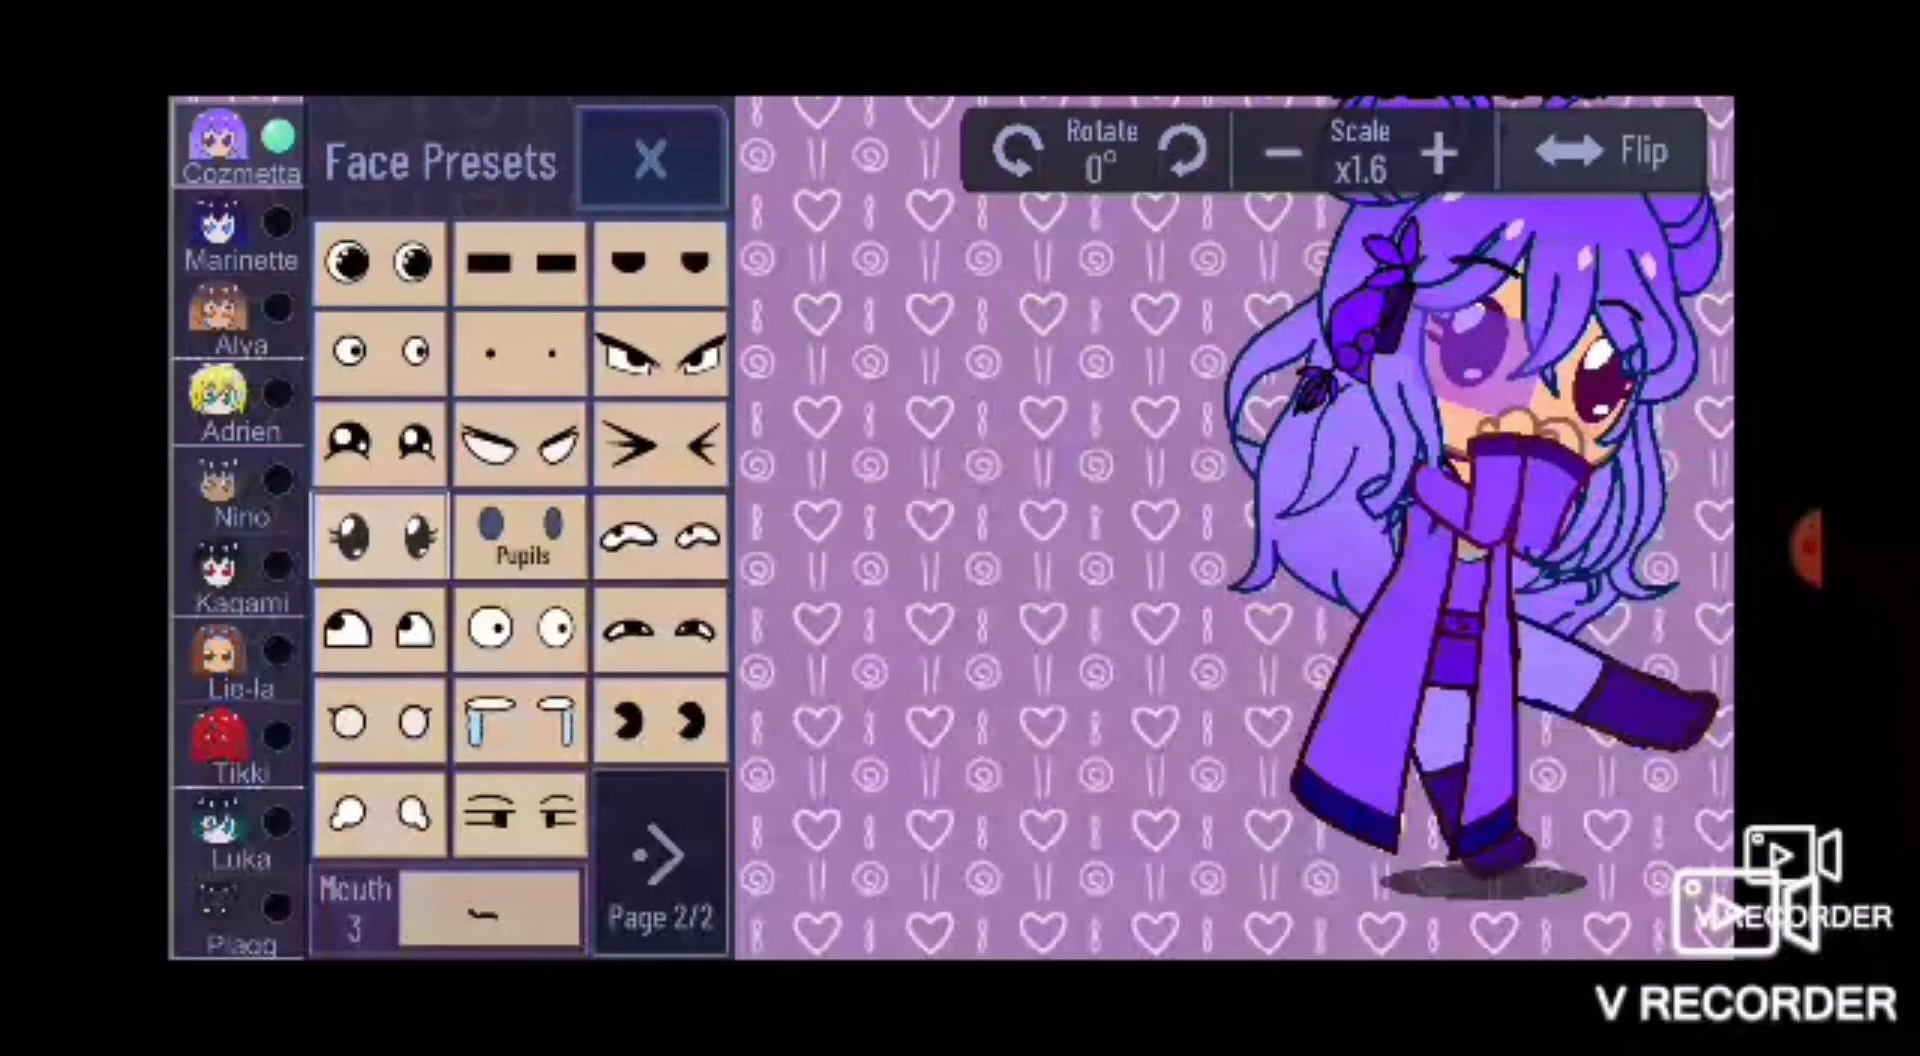 Cozmetta
Marinette
Alya
Adrien
Nino
Kagami
Lie-la
Tikki
Luka
Plagg
Face Presets
X
Pupils
Mouth
3
Page 2/2
Rotate
0°
Scale
x1.6
Flip
V RECORDER
V RECORDER